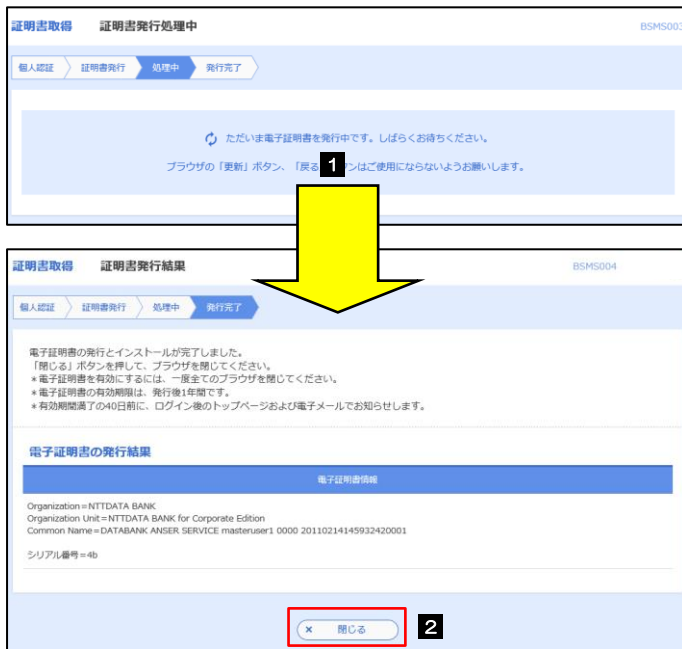 証明書取得 証明書発行処理中 BSMS003
個人認証 証明書発行 処理中 発行完了
ただいま電子証明書を発行中です。しばらくお待ちください。
ブラウザの「更新」ボタン、「戻る 1 ンはご使用にならないようお願いします。
証明書取得 証明書発行結果 BSMS004
個人認証 証明書発行 処理中 発行完了
電子証明書の発行とインストールが完了しました。
「閉じる」ボタンを押して、ブラウザを閉じてください。
*電子証明書を有効にするには、一度全てのブラウザを閉じてください。
*電子証明書の有効期限は、発行後1年間です。
*有効期間満了の40日前に、ログイン後のトップページおよび電子メールでお知らせします。
電子証明書の発行結果
電子証明書情報
Organization=NTTDATA BANK
Organization Unit=NTTDATA BANK for Corporate Edition
Common Name=DATABANK ANSER SERVICE masteruser1 0000 20110214145932420001
シリアル番号=4b
× 閉じる 2